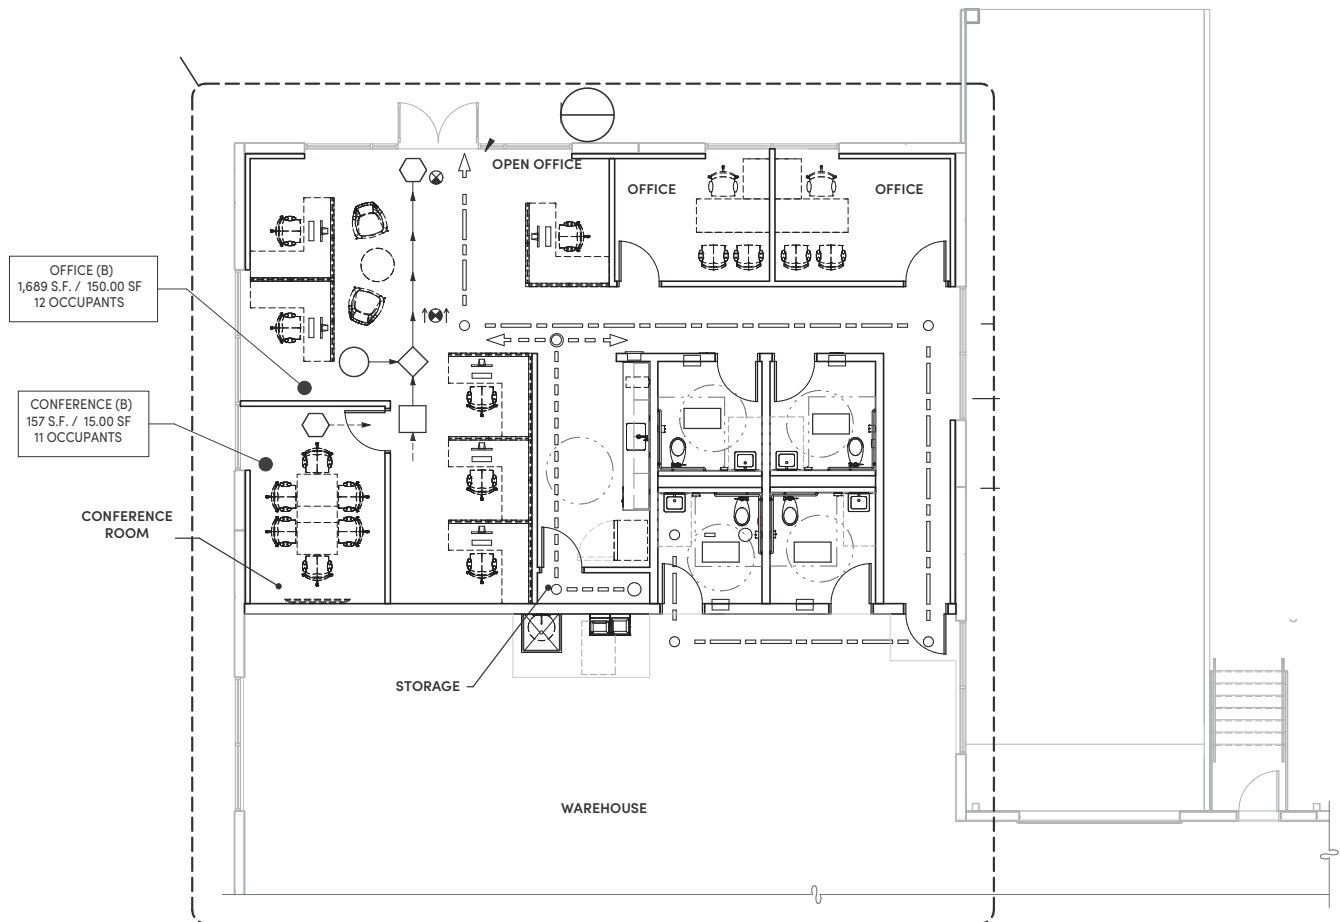 OPEN OFFICE
OFFICE
OFFICE
OFFICE (B)
1,689 S.F. / 150.00 SF
12 OCCUPANTS
CONFERENCE (B)
157 S.F. / 15.00 SF
11 OCCUPANTS
CONFERENCE
ROOM
STORAGE
WAREHOUSE